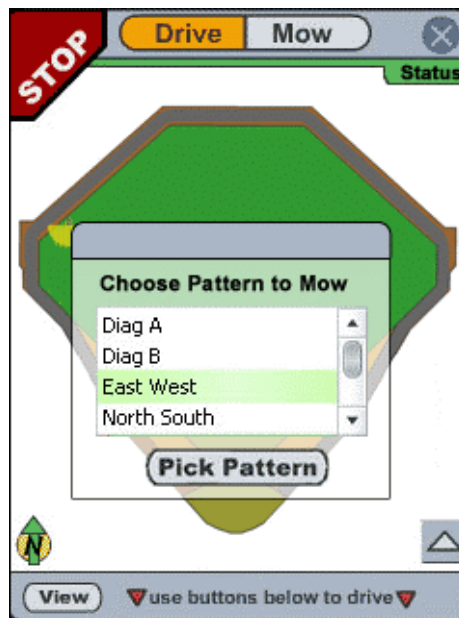 STOP
Drive Mow
Status
Choose Pattern to Mow
Diag A
Diag B
East West
North South
Pick Pattern
N
View use buttons below to drive